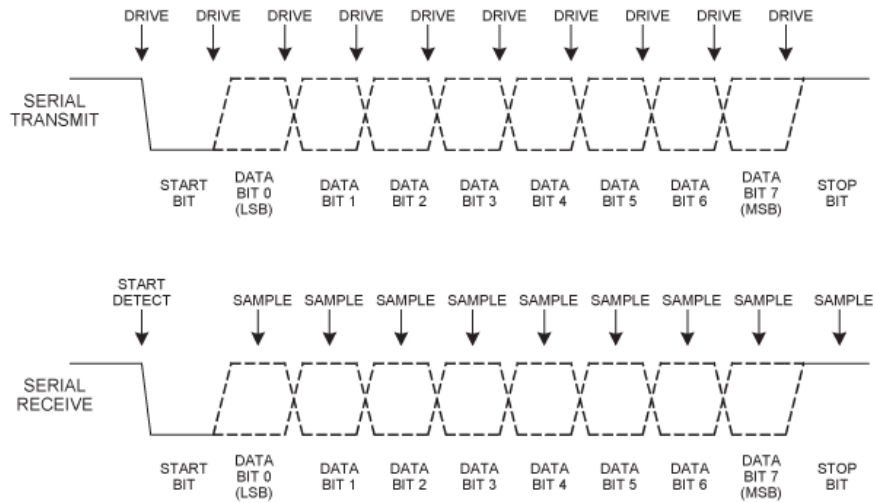 DRIVE DRIVE DRIVE DRIVE DRIVE DRIVE DRIVE DRIVE DRIVE DRIVE
SERIAL
TRANSMIT
START
BIT
DATA
BIT 0
(LSB)
DATA
BIT 1
DATA
BIT 2
DATA
BIT 3
DATA
BIT 4
DATA
BIT 5
DATA
BIT 6
DATA
BIT 7
(MSB)
STOP
BIT
START
DETECT
SAMPLE SAMPLE SAMPLE SAMPLE SAMPLE SAMPLE SAMPLE SAMPLE SAMPLE
SERIAL
RECEIVE
START
BIT
DATA
BIT 0
(LSB)
DATA
BIT 1
DATA
BIT 2
DATA
BIT 3
DATA
BIT 4
DATA
BIT 5
DATA
BIT 6
DATA
BIT 7
(MSB)
STOP
BIT